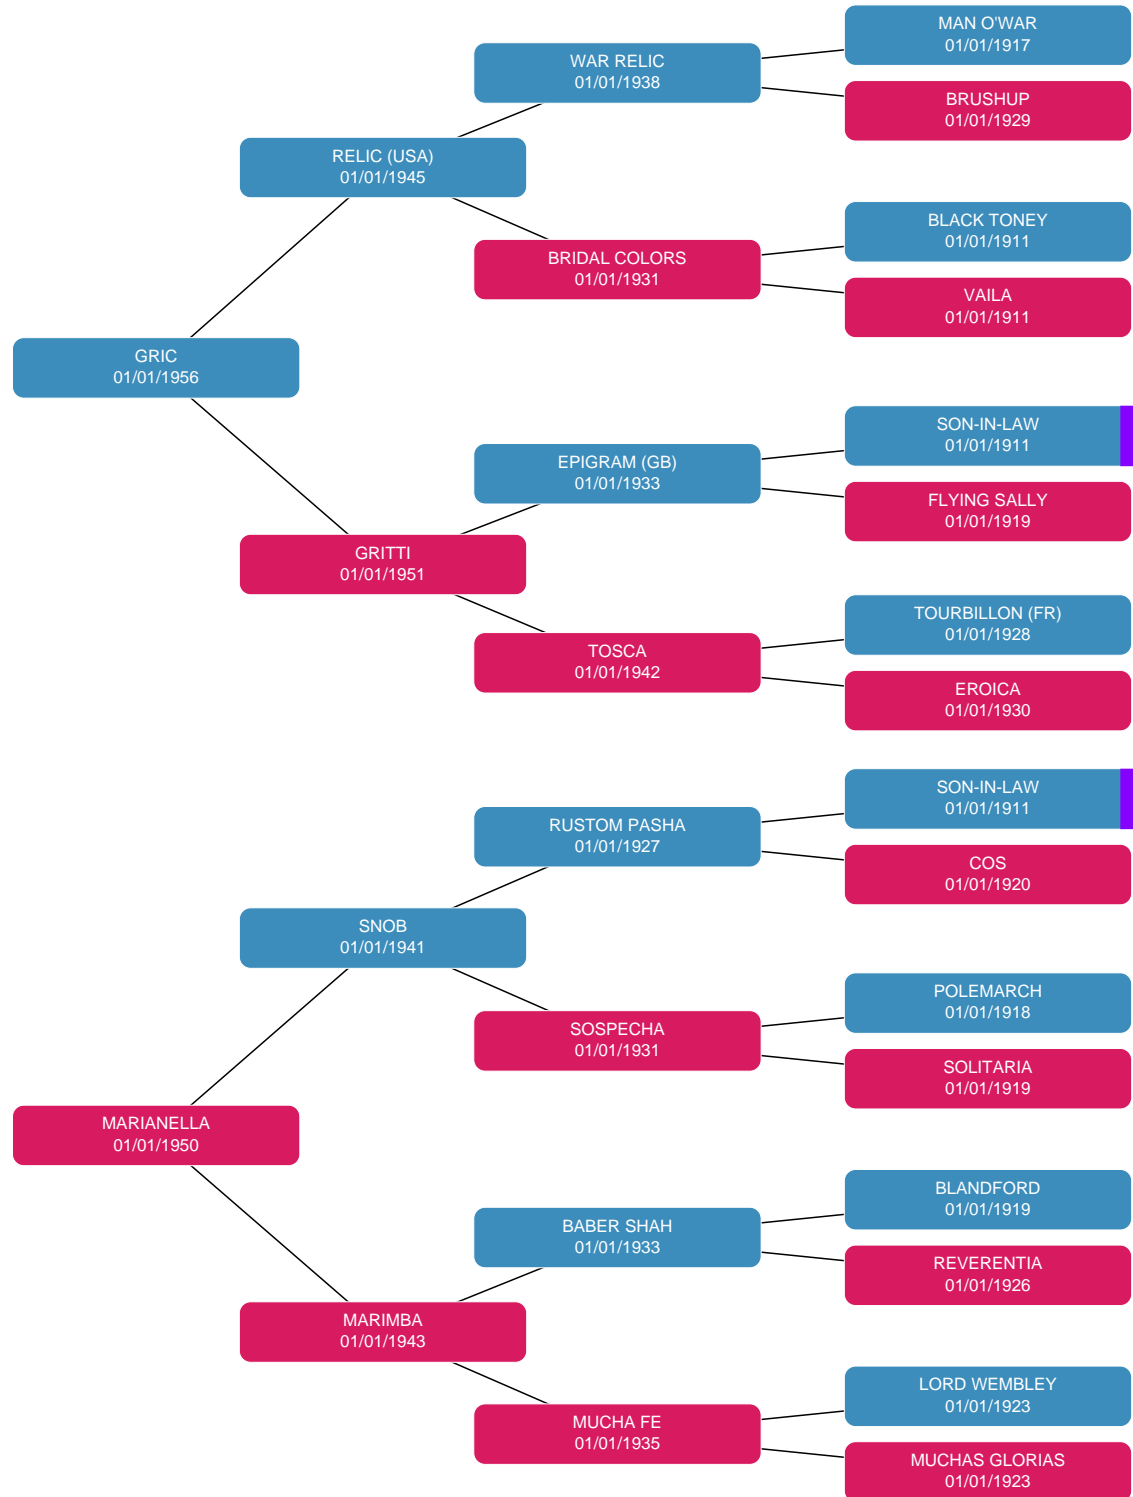 MAN O'WAR
01/01/1917
WAR RELIC
01/01/1938
BRUSHUP
01/01/1929
RELIC (USA)
01/01/1945
BLACK TONEY
01/01/1911
BRIDAL COLORS
01/01/1931
VAILA
01/01/1911
GRIC
01/01/1956
SON-IN-LAW
01/01/1911
EPIGRAM (GB)
01/01/1933
FLYING SALLY
01/01/1919
GRITTI
01/01/1951
TOURBILLON (FR)
01/01/1928
TOSCA
01/01/1942
EROICA
01/01/1930
SON-IN-LAW
01/01/1911
RUSTOM PASHA
01/01/1927
COS
01/01/1920
SNOB
01/01/1941
POLEMARCH
01/01/1918
SOSPECHA
01/01/1931
SOLITARIA
01/01/1919
MARIANELLA
01/01/1950
BLANDFORD
01/01/1919
BABER SHAH
01/01/1933
REVERENTIA
01/01/1926
MARIMBA
01/01/1943
LORD WEMBLEY
01/01/1923
MUCHA FE
01/01/1935
MUCHAS GLORIAS
01/01/1923